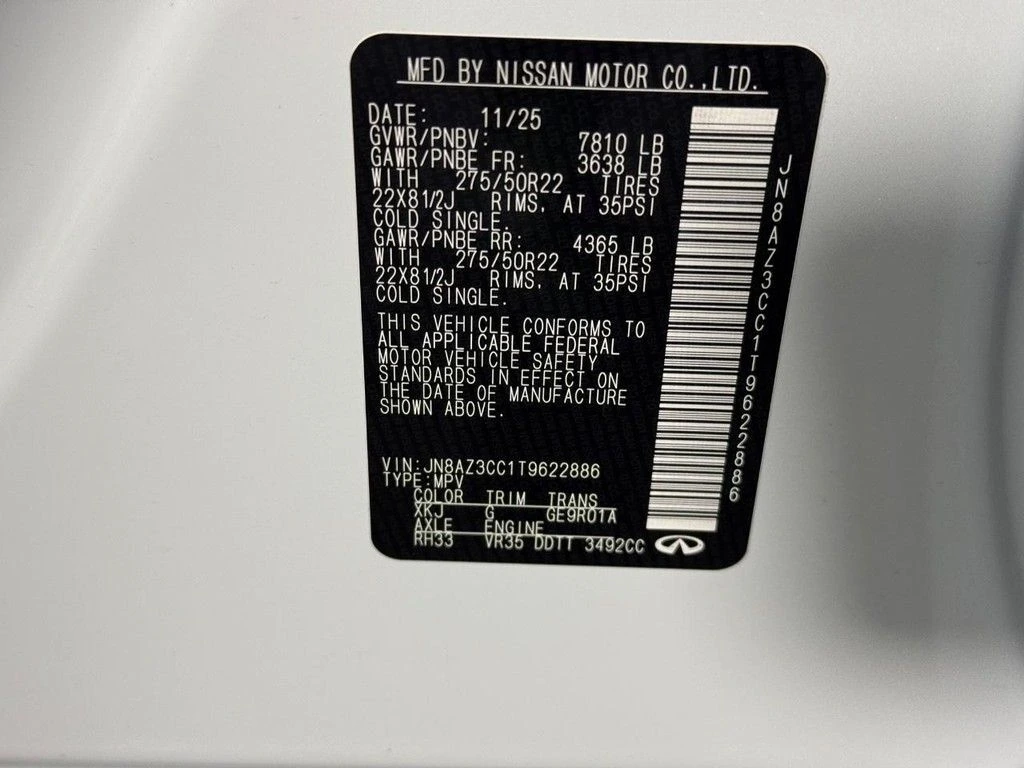 MFD BY NISSAN MOTOR CO.,LTD.
DATE: 11/25
GVWR/PNBV: 7810 LB
GAWR/PNBE FR: 3638 LB
WITH 275/50R22 TIRES
22X81/2J RIMS, AT 35PSI
COLD SINGLE.
GAWR/PNBE RR: 4365 LB
WITH 275/50R22 TIRES
22X81/2J RIMS, AT 35PSI
COLD SINGLE.
THIS VEHICLE CONFORMS TO
ALL APPLICABLE FEDERAL
MOTOR VEHICLE SAFETY
STANDARDS IN EFFECT ON
THE DATE OF MANUFACTURE
SHOWN ABOVE.
VIN:JN8AZ3CC1T9622886
TYPE:MPV
COLOR TRIM TRANS
XKJ G GE9R01A
AXLE ENGINE
RH33 VR35 DDTT 3492CC
JN8AZ3CC1T9622886